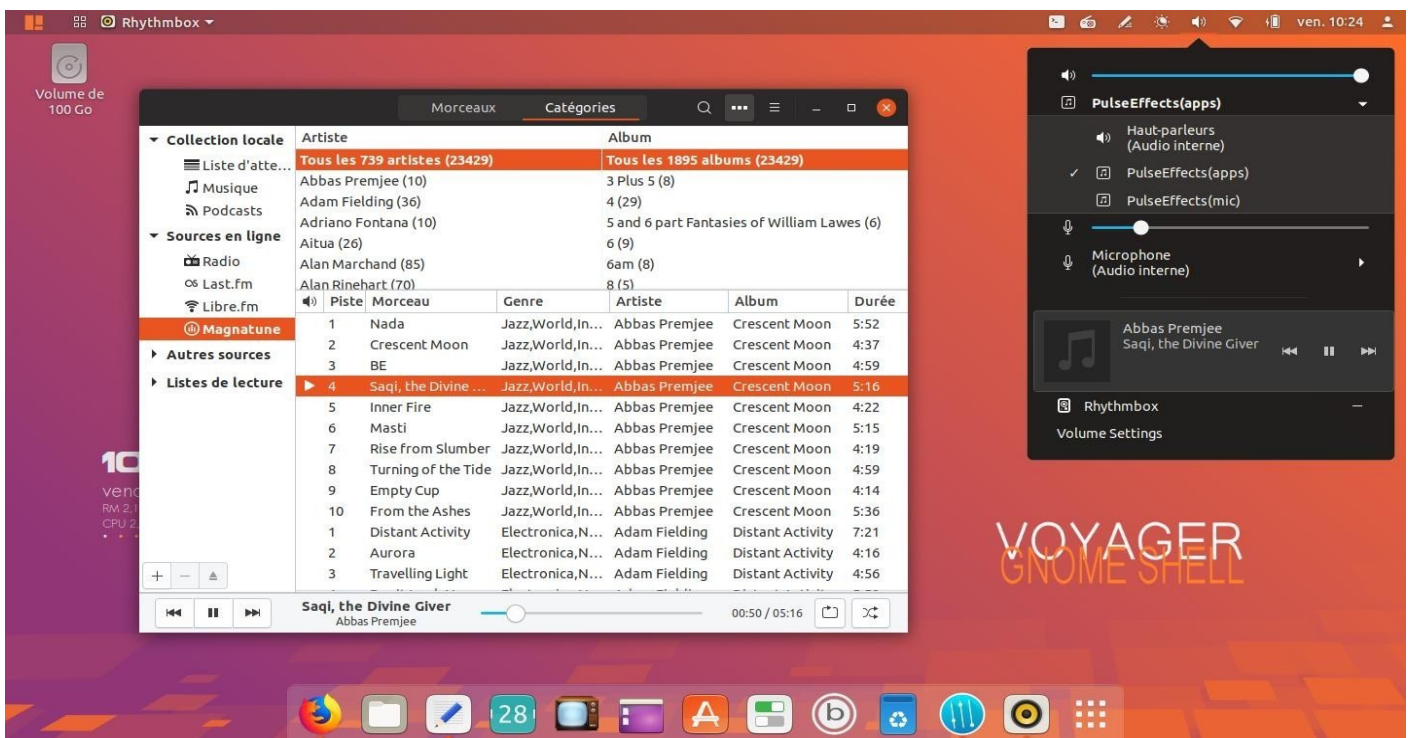 Rhythmbox
ven. 10:24
Volume de
100 Go
Morceaux
Catégories
Collection locale
Liste d'atte...
Musique
Podcasts
Sources en ligne
Radio
Last.fm
Libre.fm
Magnatune
Autres sources
Listes de lecture
Artiste
Album
Tous les 739 artistes (23429)
Tous les 1895 albums (23429)
Abbas Premjee (10)
3 Plus 5 (8)
Adam Fielding (36)
4 (29)
Adriano Fontana (10)
5 and 6 part Fantasies of William Lawes (6)
Aitua (26)
6 (9)
Alan Marchand (85)
6am (8)
Alan Rinehart (70)
8 (5)
Piste Morceau Genre Artiste Album Durée
1 Nada Jazz,World,In... Abbas Premjee Crescent Moon 5:52
2 Crescent Moon Jazz,World,In... Abbas Premjee Crescent Moon 4:37
3 BE Jazz,World,In... Abbas Premjee Crescent Moon 4:59
4 Saqi, the Divine ... Jazz,World,In... Abbas Premjee Crescent Moon 5:16
5 Inner Fire Jazz,World,In... Abbas Premjee Crescent Moon 4:22
6 Masti Jazz,World,In... Abbas Premjee Crescent Moon 5:15
7 Rise from Slumber Jazz,World,In... Abbas Premjee Crescent Moon 4:19
8 Turning of the Tide Jazz,World,In... Abbas Premjee Crescent Moon 4:59
9 Empty Cup Jazz,World,In... Abbas Premjee Crescent Moon 4:14
10 From the Ashes Jazz,World,In... Abbas Premjee Crescent Moon 5:36
1 Distant Activity Electronica,N... Adam Fielding Distant Activity 7:21
2 Aurora Electronica,N... Adam Fielding Distant Activity 4:16
3 Travelling Light Electronica,N... Adam Fielding Distant Activity 4:56
Saqi, the Divine Giver
Abbas Premjee
00:50 / 05:16
PulseEffects(apps)
Haut-parleurs
(Audio interne)
PulseEffects(apps)
PulseEffects(mic)
Microphone
(Audio interne)
Abbas Premjee
Saqi, the Divine Giver
Rhythmbox
Volume Settings
10
vend
RM 2,1
CPU 2,
VOYAGER
GNOME SHELL
28
b